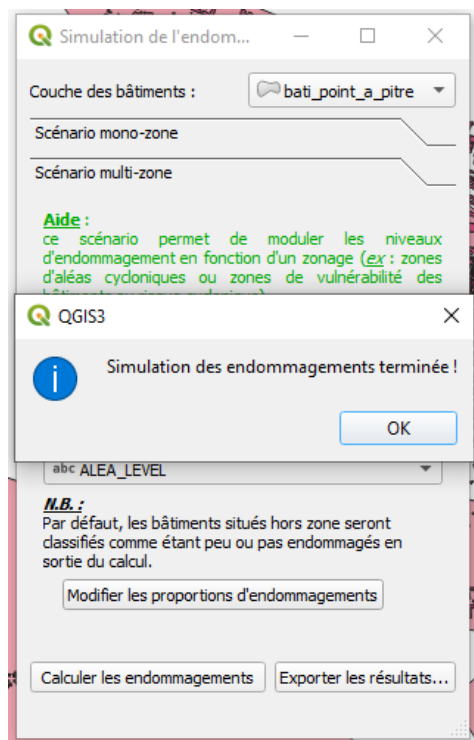 Simulation de l'endom...
Couche des bâtiments :
bati_point_a_pitre
Scénario mono-zone
Scénario multi-zone
Aide :
ce scénario permet de moduler les niveaux
d'endommagement en fonction d'un zonage (ex : zones
d'aléas cycloniques ou zones de vulnérabilité des
QGIS3
Simulation des endommagements terminée !
OK
abc ALEA_LEVEL
N.B. :
Par défaut, les bâtiments situés hors zone seront
classifiés comme étant peu ou pas endommagés en
sortie du calcul.
Modifier les proportions d'endommagements
Calculer les endommagements
Exporter les résultats...